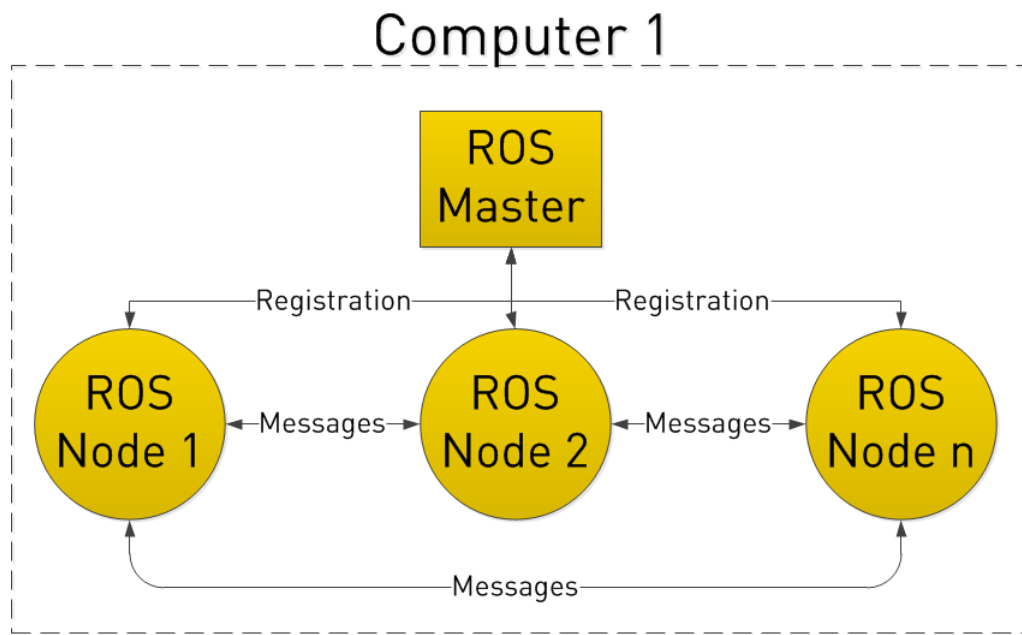 Computer 1
ROS
Master
Registration
Registration
ROS
Node 1
Messages
ROS
Node 2
Messages
ROS
Node n
Messages